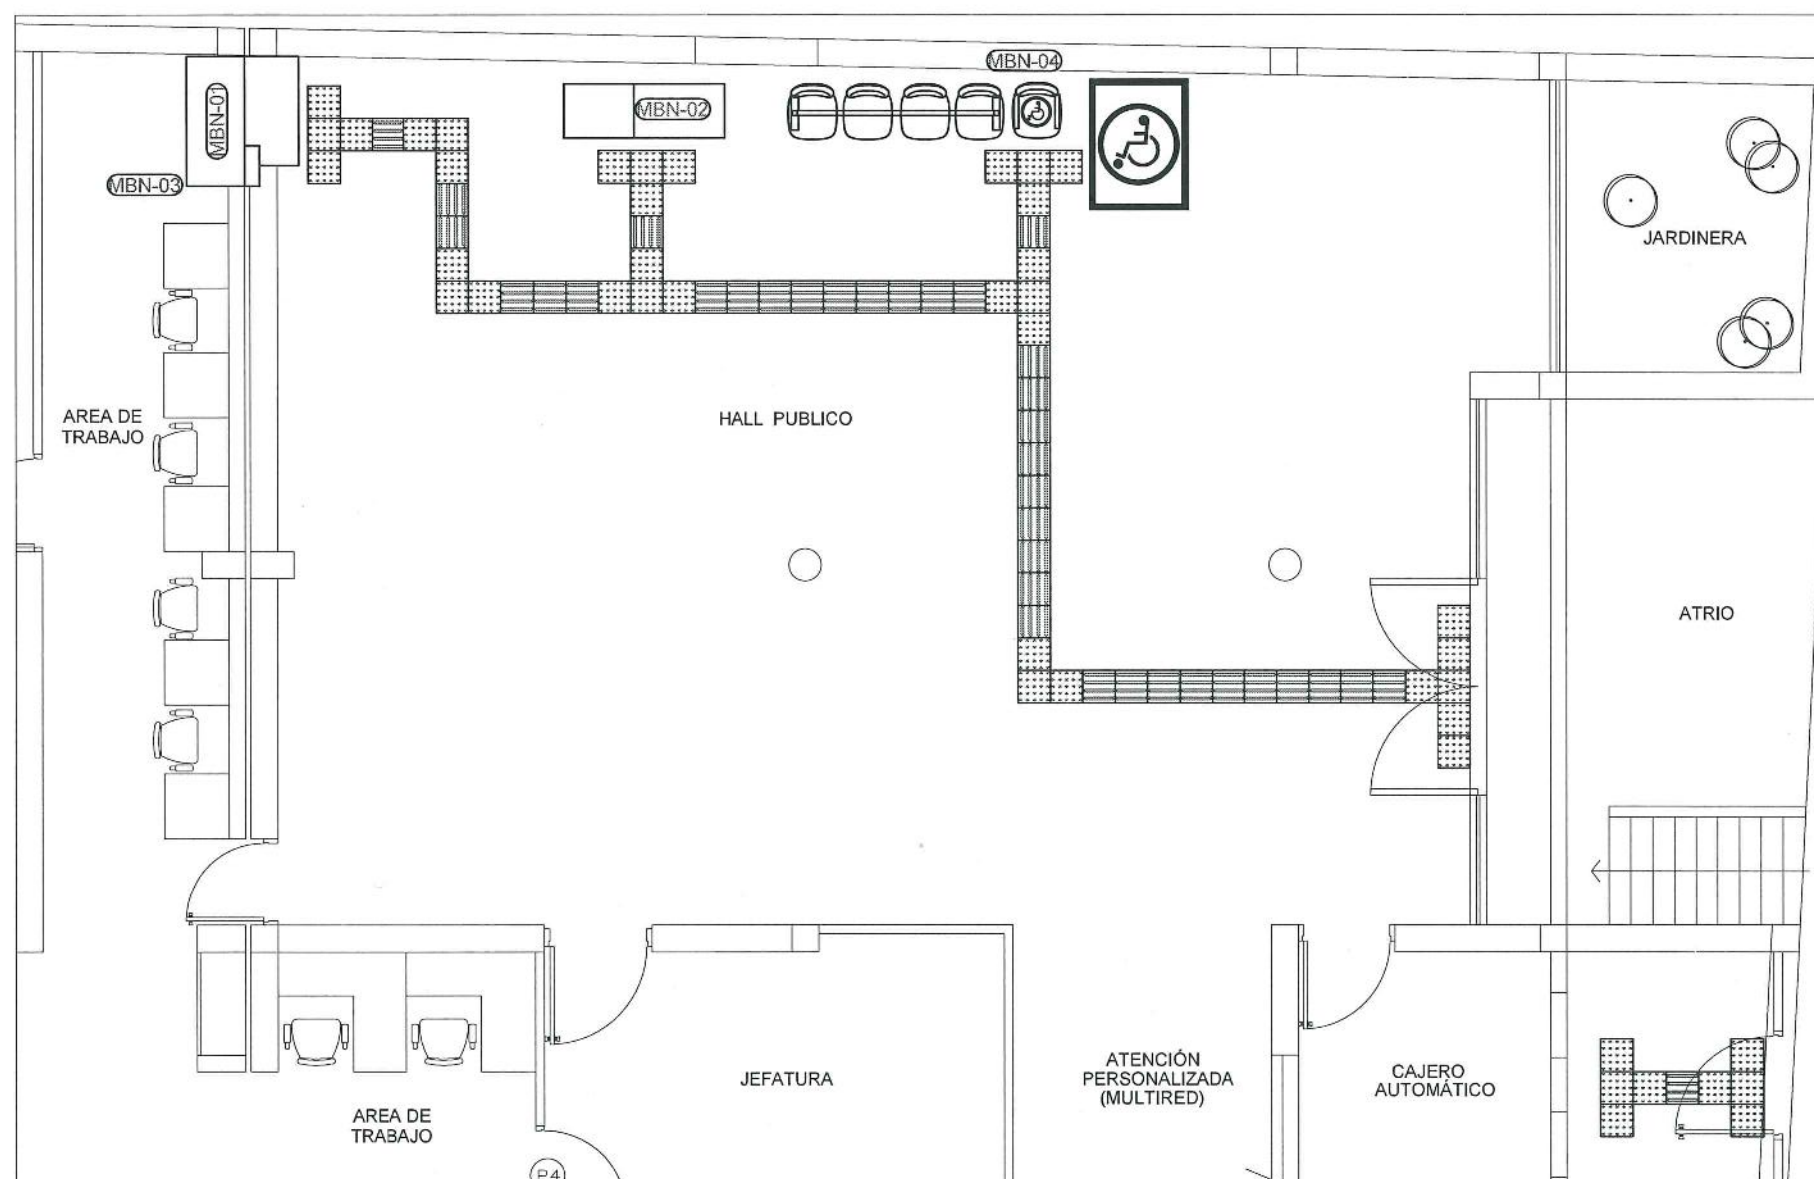 MBN-04
MBN-01
MBN-02
MBN-03
JARDINERA
AREA DE
TRABAJO
HALL PUBLICO
ATRIO
JEFATURA
ATENCIÓN
PERSONALIZADA
(MULTIRED)
CAJERO
AUTOMÁTICO
AREA DE
TRABAJO
P4